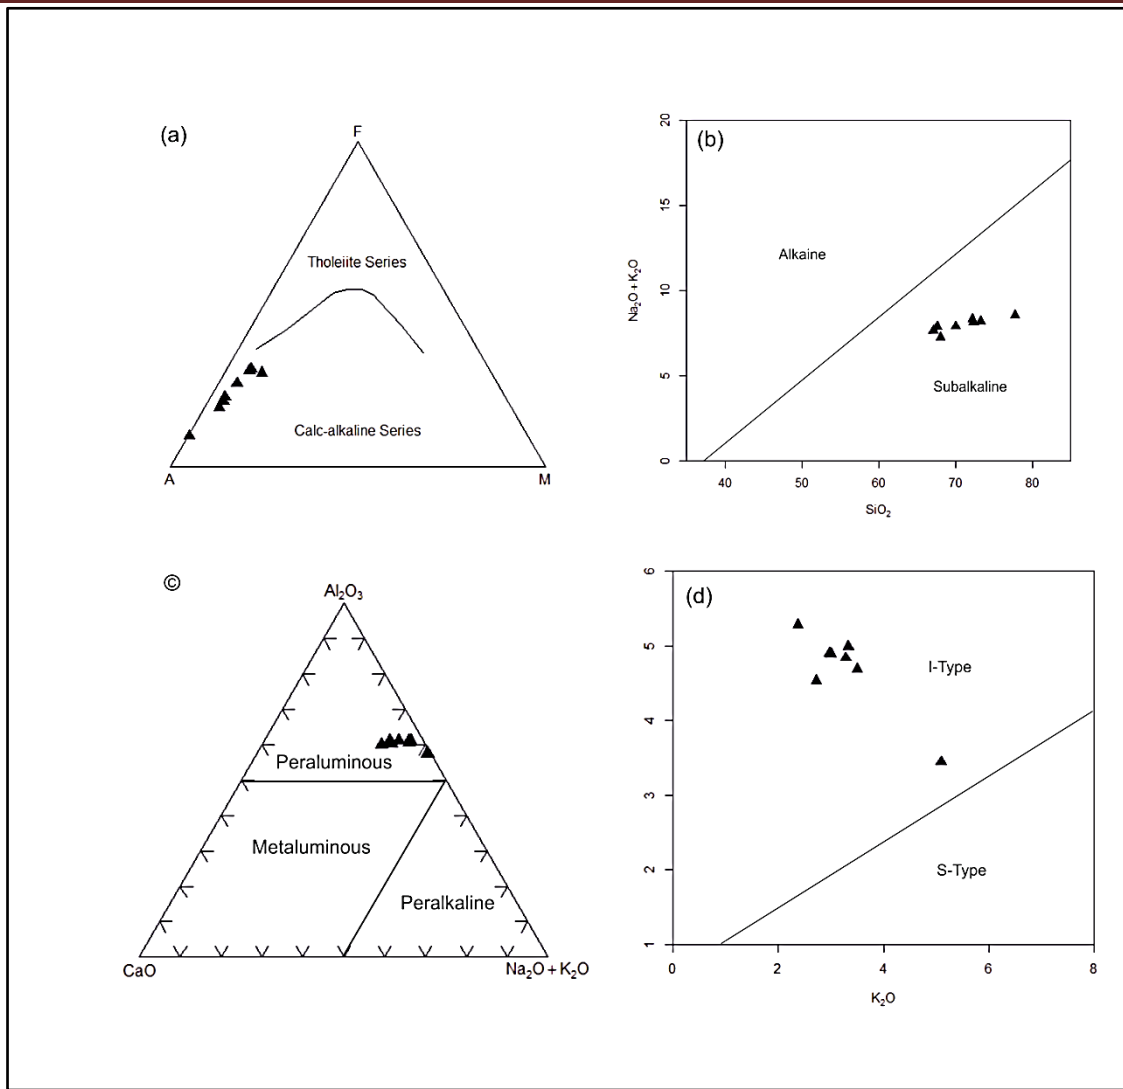 (a)
F
Tholeiite Series
Calc-alkaline Series
A
M
(b)
20
15
10
5
0
Na₂O + K₂O
Alkaine
Subalkaline
40
50
60
70
80
SiO₂
©
Al₂O₃
Peraluminous
Metaluminous
Peralkaline
CaO
Na₂O + K₂O
(d)
6
5
4
3
2
1
I-Type
S-Type
0
2
4
6
8
K₂O